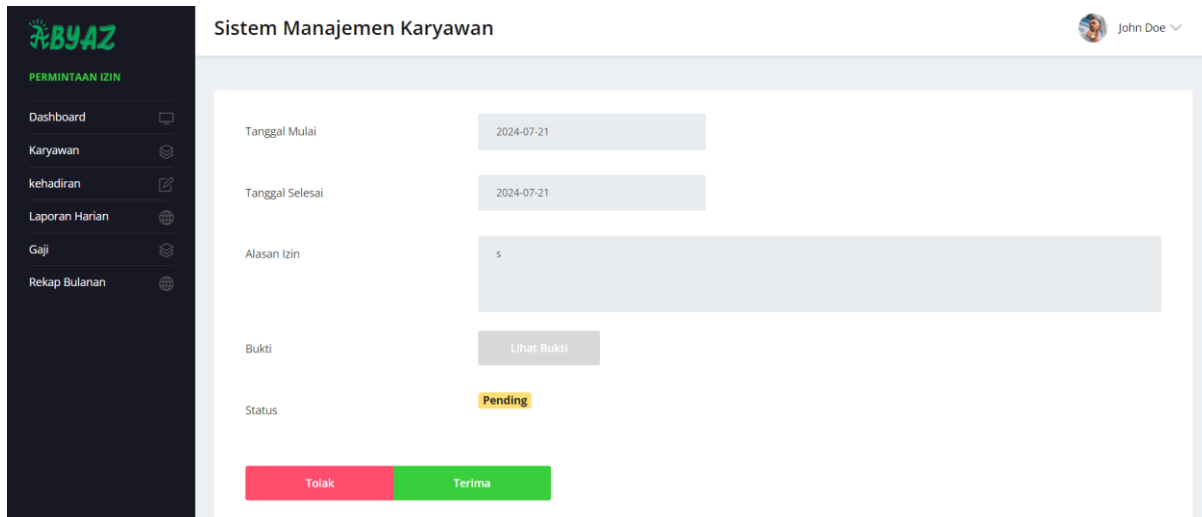 ABYAZ
Sistem Manajemen Karyawan
John Doe
PERMINTAAN IZIN
Dashboard
Karyawan
kehadiran
Laporan Harian
Gaji
Rekap Bulanan
Tanggal Mulai
2024-07-21
Tanggal Selesai
2024-07-21
Alasan Izin
s
Bukti
Lihat Bukti
Status
Pending
Tolak
Terima